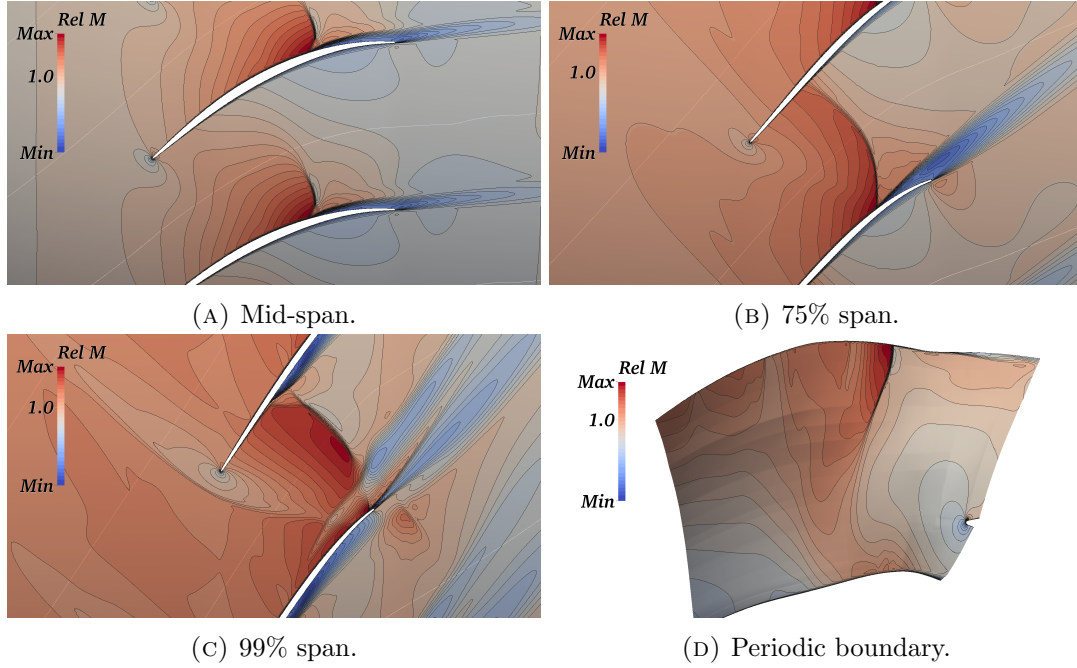 Rel M
Max
1.0
Min
(A) Mid-span.
Rel M
Max
1.0
Min
(B) 75% span.
Rel M
Max
1.0
Min
(C) 99% span.
Rel M
Max
1.0
Min
(D) Periodic boundary.